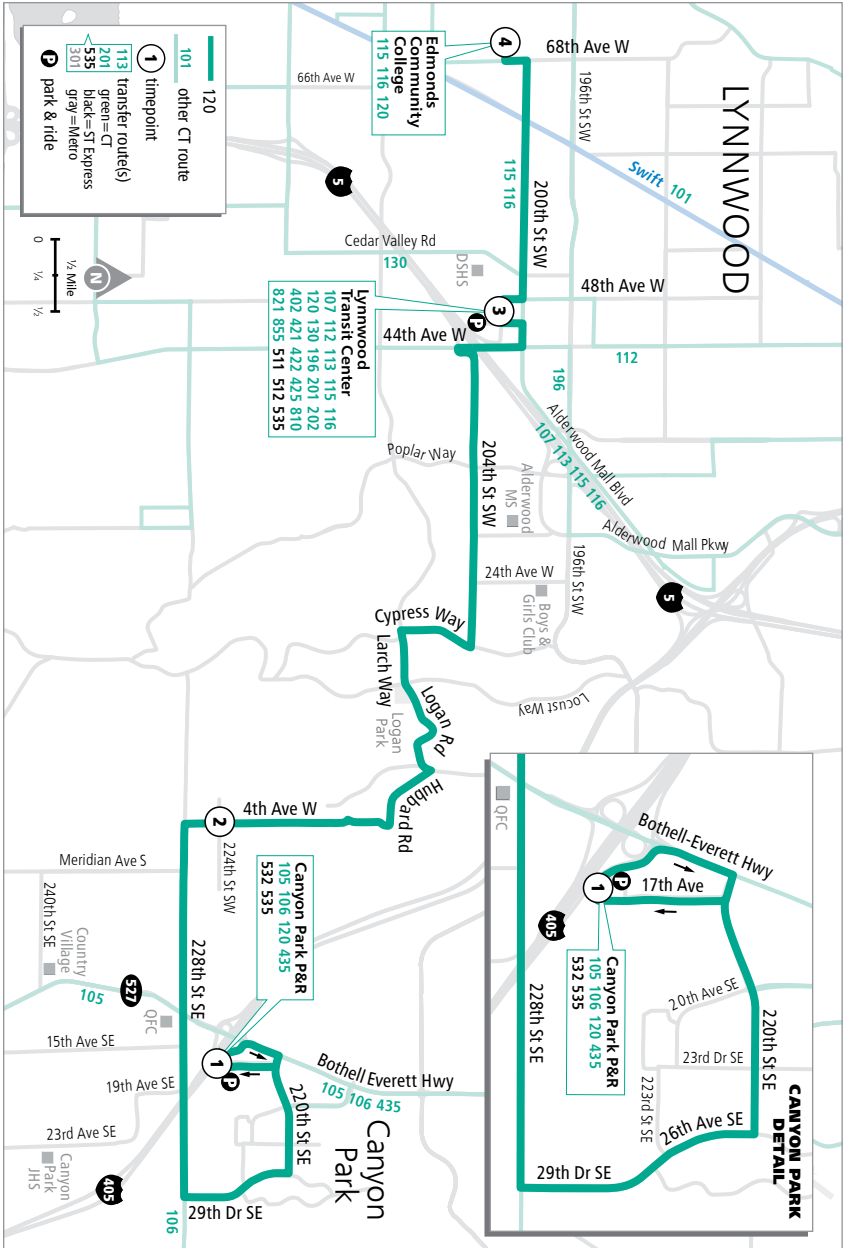 LYNNWOOD
68th Ave W
66th Ave W
196th St SW
Swift 101
115 116
200th St SW
4
Edmonds
Community
College
115 116 120
5
Cedar Valley Rd
130
DSHS
48th Ave W
3
P
44th Ave W
112
196
Lynnwood
Transit Center
107 112 113 115 116
120 130 196 201 202
402 421 422 425 810
821 855 511 512 535
Alderwood Mall Blvd
107 113 115 116
Poplar Way
204th St SW
Alderwood
MS
Alderwood Mall Pkwy
24th Ave W
196th St SW
Boys &
Girls Club
5
Cypress Way
Larch Way
Logan Rd
Logan
Park
Locust Way
Hubbard Rd
4th Ave W
2
224th St SW
Meridian Ave S
240th St SE
Country
Village
105
527
QFC
228th St SE
15th Ave SE
19th Ave SE
23rd Ave SE
Canyon
Park
JHS
405
106
Canyon Park P&R
105 106 120 435
532 535
1
P
Bothell Everett Hwy
105 106 435
220th St SE
Canyon
Park
29th Dr SE
CANYON PARK
DETAIL
QFC
Bothell-Everett Hwy
17th Ave
P
1
405
Canyon Park P&R
105 106 120 435
532 535
228th St SE
20th Ave SE
220th St SE
23rd Dr SE
223rd St SE
26th Ave SE
29th Dr SE
120
101 other CT route
1 timepoint
113 transfer route(s)
201 green=CT
535 black=ST Express
301 gray=Metro
P park & ride
0 1/4 1/2
1/2 Mile
N